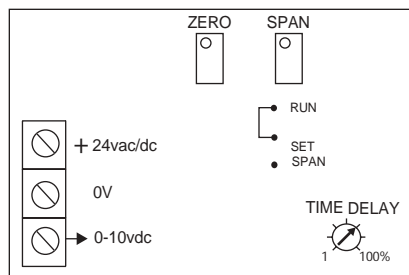 ZERO SPAN
RUN
+ 24vac/dc
SET
SPAN
0V
TIME DELAY
0-10vdc
1 100%